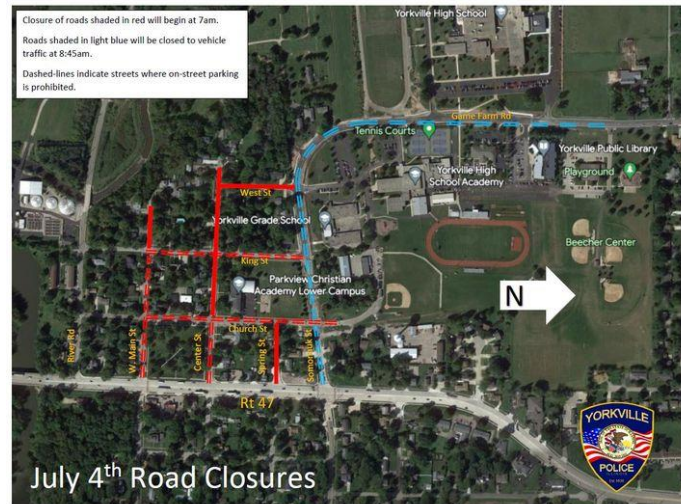 Closure of roads shaded in red will begin at 7am.
Roads shaded in light blue will be closed to vehicle
traffic at 8:45am.
Dashed-lines indicate streets where on-street parking
is prohibited.
Yorkville High School
Game Farm Rd
Tennis Courts
Yorkville Public Library
Yorkville High
School Academy
Playground
West St
Yorkville Grade School
Beecher Center
King St
Parkview Christian
Academy Lower Campus
N
Church St
River Rd
W. Main St
Center St
Spring St
Somonauk St
Rt 47
July 4th Road Closures
YORKVILLE
POLICE